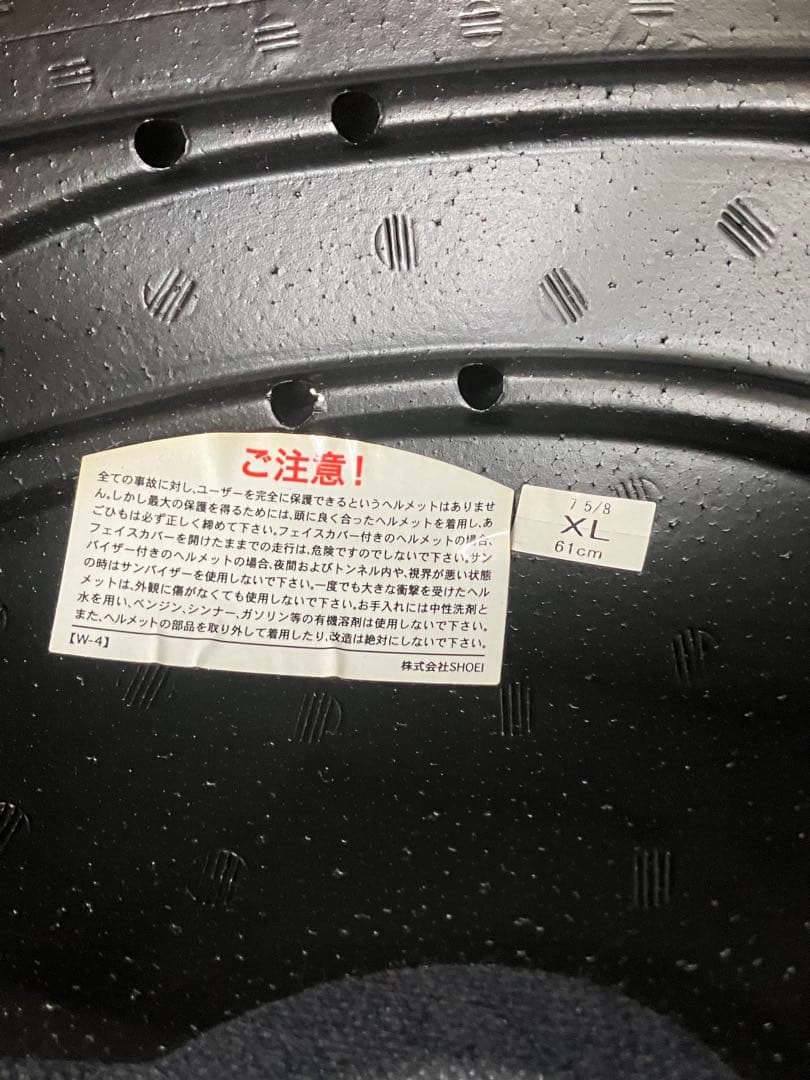 ご注意！
全ての事故に対し、ユーザーを完全に保護できるというヘルメットはありませ
ん。しかし最大の保護を得るためには、頭に良く合ったヘルメットを着用し、あ
ごひもは必ず正しく締めて下さい。フェイスカバー付きのヘルメットの場合、
フェイスカバーを開けたままでの走行は、危険ですのでしないで下さい。サン
バイザー付きのヘルメットの場合、夜間およびトンネル内や、視界が悪い状態
の時はサンバイザーを使用しないで下さい。一度でも大きな衝撃を受けたヘル
メットは、外観に傷がなくても使用しないで下さい。お手入れには中性洗剤と
水を用い、ベンジン、シンナー、ガソリン等の有機溶剤は使用しないで下さい。
また、ヘルメットの部品を取り外して着用したり、改造は絶対にしないで下さい。
【W-4】
株式会社SHOEI
7 5/8
XL
61cm